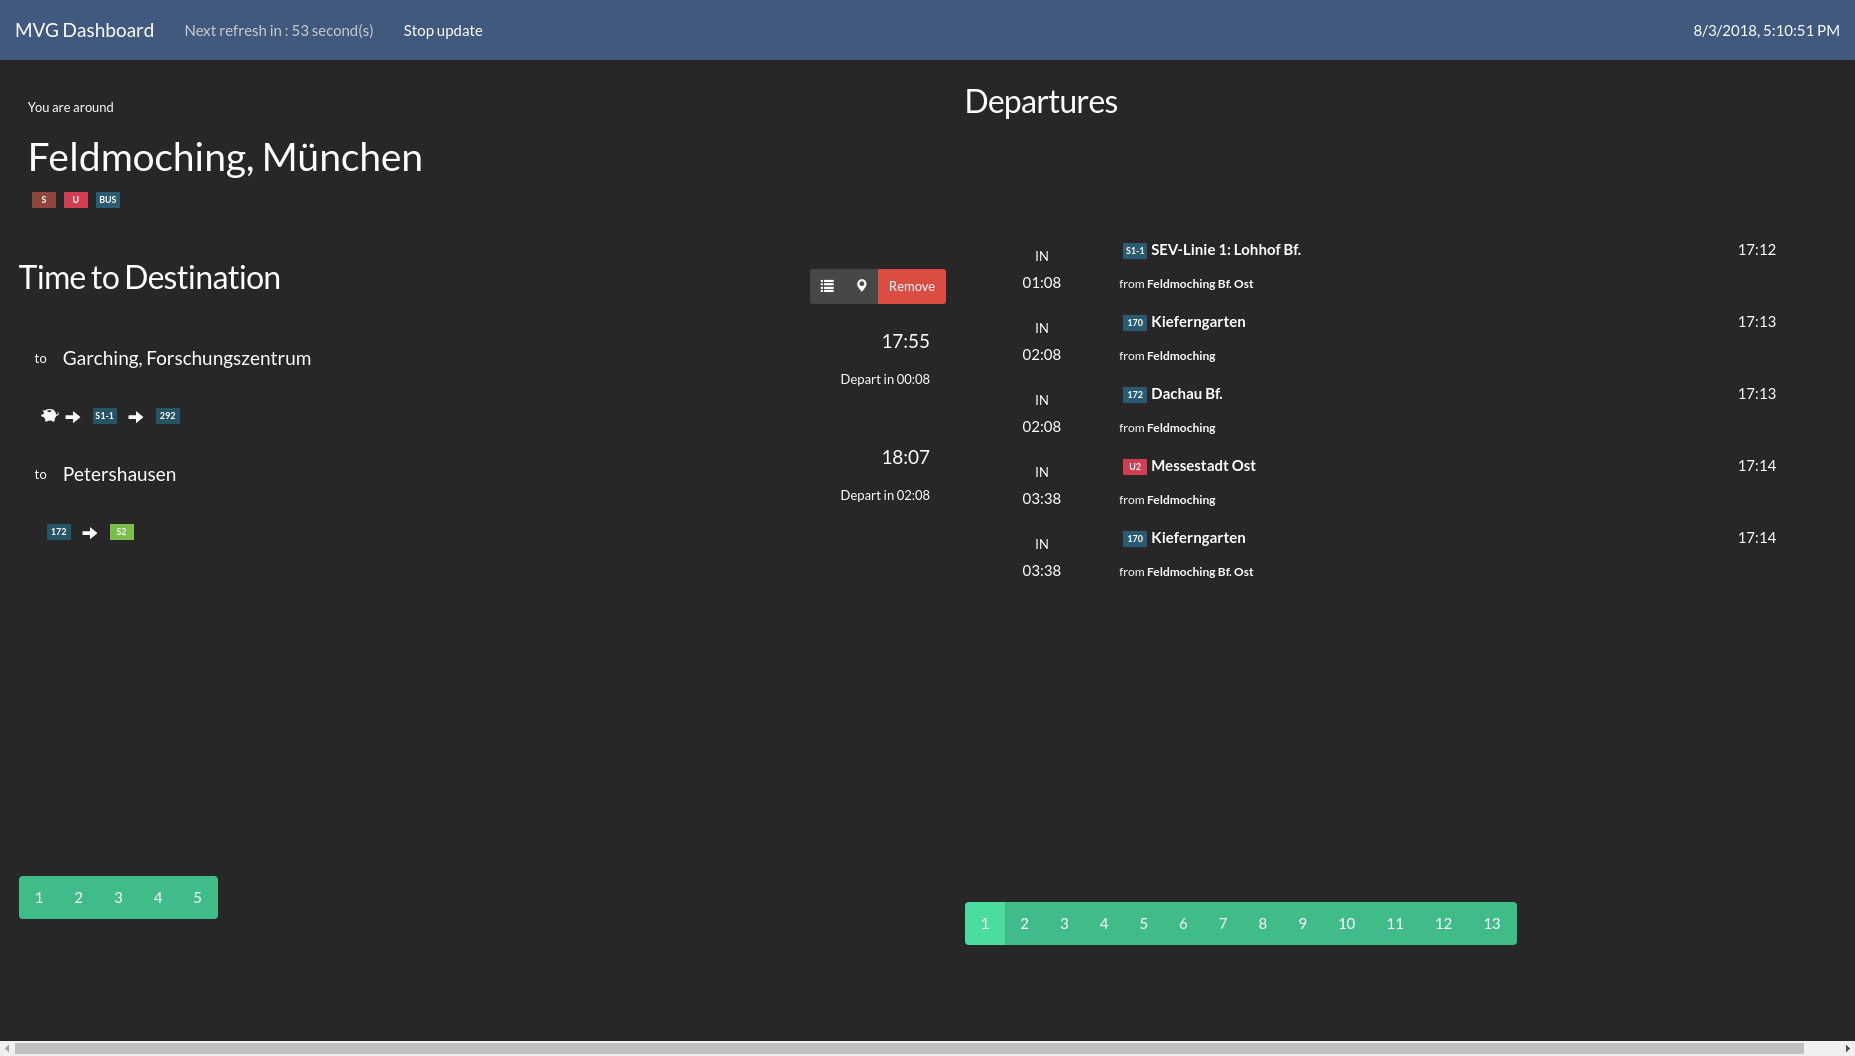 MVG Dashboard Next refresh in : 53 second(s) Stop update 8/3/2018, 5:10:51 PM
You are around
Feldmoching, München
S U BUS
Time to Destination
Remove
to Garching, Forschungszentrum 17:55
Depart in 00:08
S1-1 292
to Petershausen 18:07
Depart in 02:08
172 S2
1 2 3 4 5
Departures
IN S1-1 SEV-Linie 1: Lohhof Bf. 17:12
01:08 from Feldmoching Bf. Ost
IN 170 Kieferngarten 17:13
02:08 from Feldmoching
IN 172 Dachau Bf. 17:13
02:08 from Feldmoching
IN U2 Messestadt Ost 17:14
03:38 from Feldmoching
IN 170 Kieferngarten 17:14
03:38 from Feldmoching Bf. Ost
1 2 3 4 5 6 7 8 9 10 11 12 13